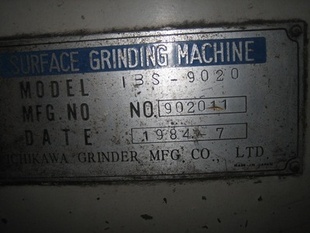 SURFACE GRINDING MACHINE
MODEL IBS-9020
MFG.NO NO.902011
DATE 1984-7
ICHIKAWA GRINDER MFG CO., LTD.